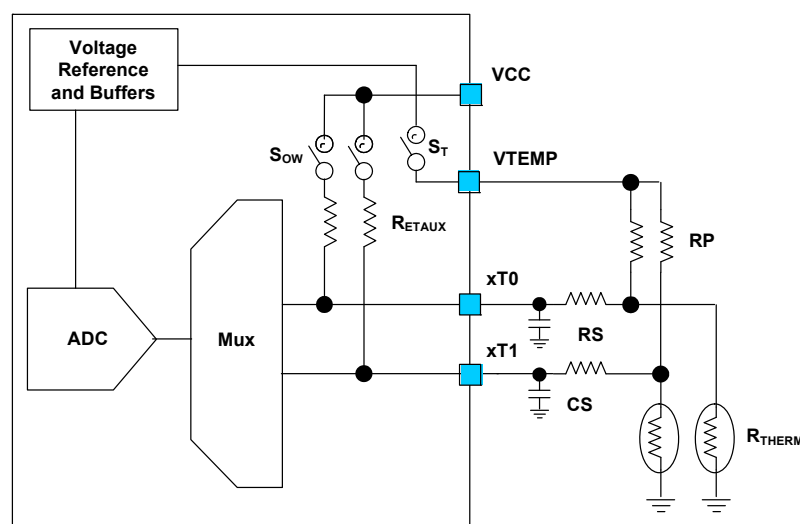 Voltage
Reference
and Buffers
VCC
SOW
ST
VTEMP
RETAUX
RP
xT0
ADC
Mux
RS
xT1
CS
RTHERM